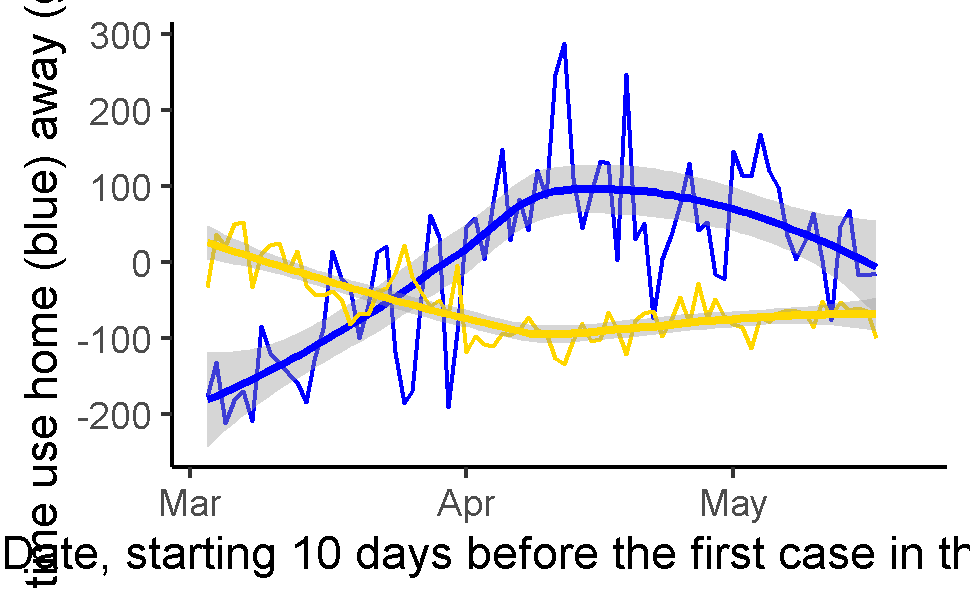 time use home (blue) away (
300
200
100
0
-100
-200
Mar Apr May
Date, starting 10 days before the first case in th